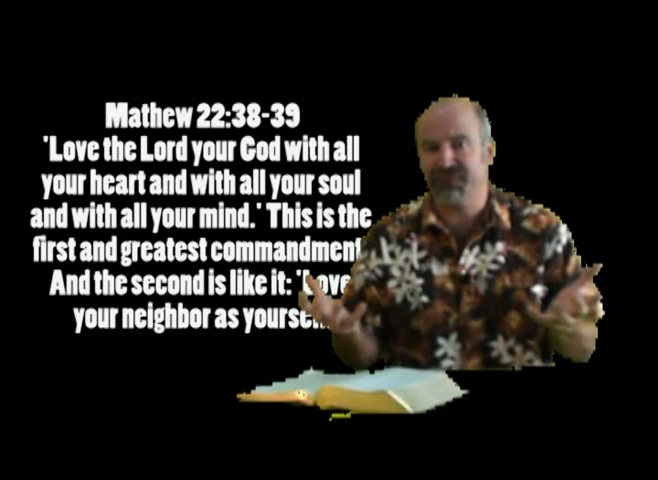 Mathew 22:38-39
'Love the Lord your God with all
your heart and with all your soul
and with all your mind.' This is the
first and greatest commandment
And the second is like it: 'Love
your neighbor as